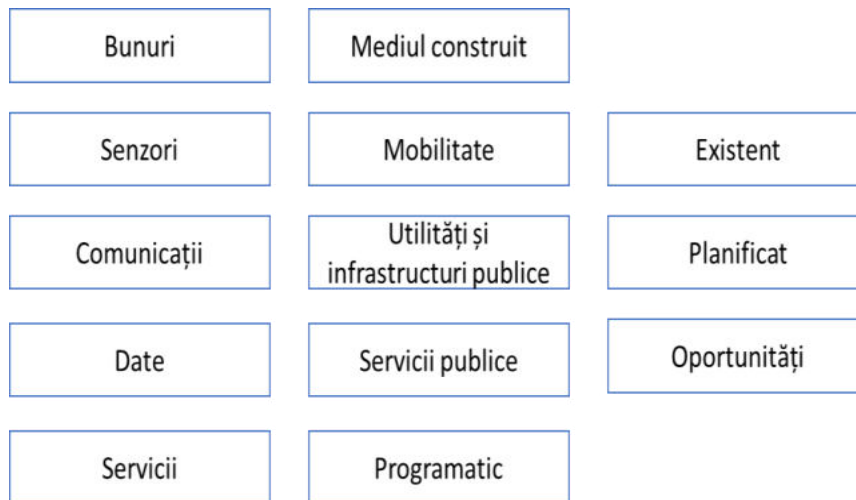 Bunuri
Mediul construit
Senzori
Mobilitate
Existent
Comunicații
Utilități și
infrastructuri publice
Planificat
Date
Servicii publice
Oportunități
Servicii
Programatic